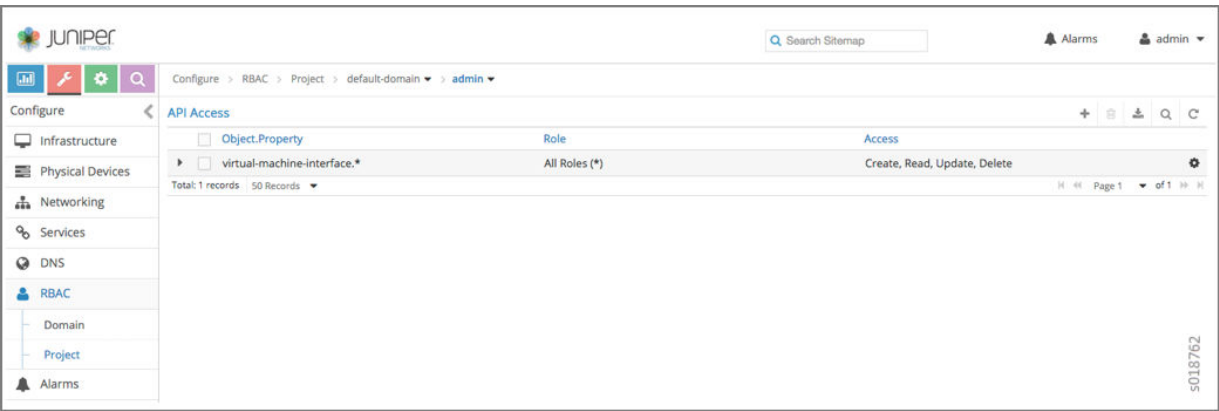 JUNIPER
NETWORKS
Search Sitemap
Alarms
admin
Configure > RBAC > Project > default-domain > admin
Configure
API Access
Object.Property Role Access
Infrastructure
virtual-machine-interface.* All Roles (*) Create, Read, Update, Delete
Physical Devices
Total: 1 records 50 Records Page 1 of 1
Networking
Services
DNS
RBAC
Domain
Project
Alarms
s018762